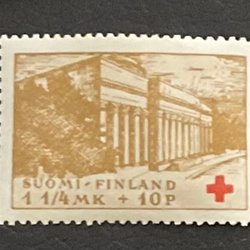 SUOMI-FINLAND
1 1/4 MK + 10 P